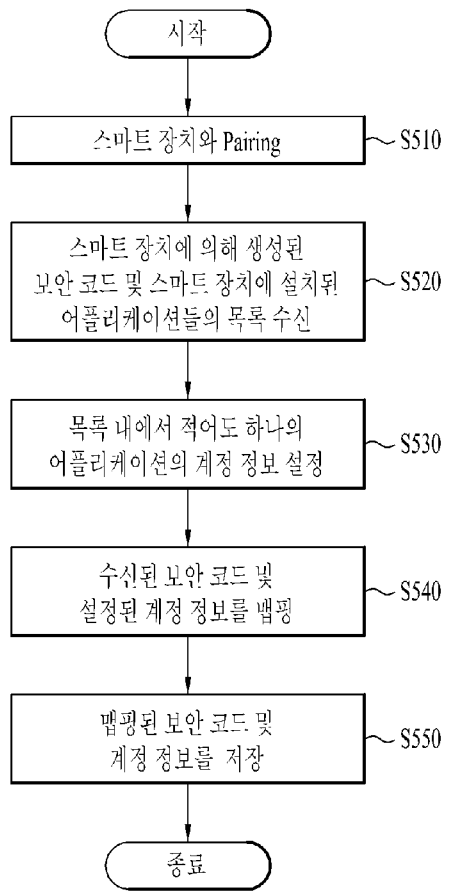 시작
스마트 장치와 Pairing
S510
스마트 장치에 의해 생성된
보안 코드 및 스마트 장치에 설치된
어플리케이션들의 목록 수신
S520
목록 내에서 적어도 하나의
어플리케이션의 계정 정보 설정
S530
수신된 보안 코드 및
설정된 계정 정보를 맵핑
S540
맵핑된 보안 코드 및
계정 정보를 저장
S550
종료